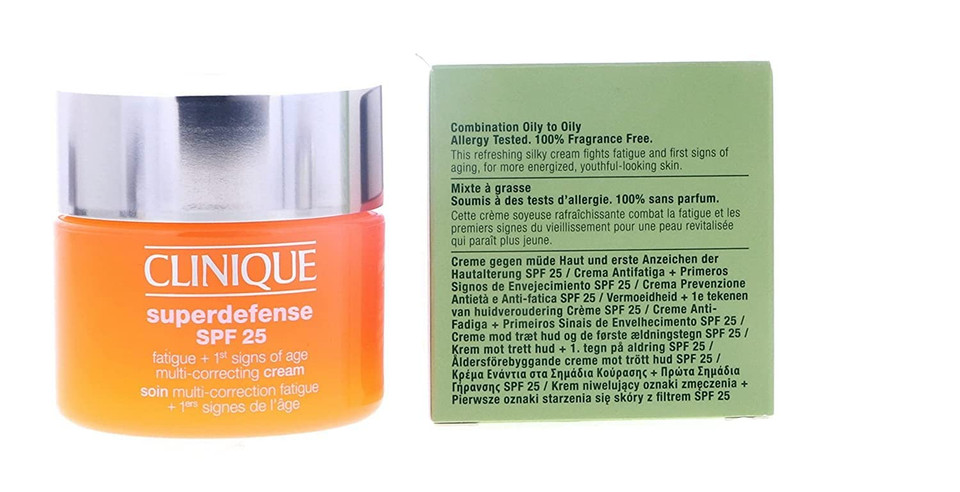 CLINIQUE
superdefense
SPF 25
fatigue + 1st signs of age
multi-correcting cream
soin multi-correction fatigue
+ 1ers signes de l'âge
Combination Oily to Oily
Allergy Tested. 100% Fragrance Free.
This refreshing silky cream fights fatigue and first signs of
aging, for more energized, youthful-looking skin.
Mixte à grasse
Soumis à des tests d'allergie. 100% sans parfum.
Cette crème soyeuse rafraîchissante combat la fatigue et les
premiers signes du vieillissement pour une peau revitalisée
qui paraît plus jeune.
Creme gegen müde Haut und erste Anzeichen der
Hautalterung SPF 25 / Crema Antifatiga + Primeros
Signos de Envejecimiento SPF 25 / Crema Prevenzione
Antietà e Anti-fatica SPF 25 / Vermoeidheid + 1e tekenen
van huidveroudering Crème SPF 25 / Creme Anti-
Fadiga + Primeiros Sinais de Envelhecimento SPF 25 /
Creme mod træt hud og de første ældningstegn SPF 25 /
Krem mot trett hud + 1. tegn på aldring SPF 25 /
Åldersförebyggande creme mot trött hud SPF 25 /
Κρέμα Ενάντια στα Σημάδια Κούρασης + Πρώτα Σημάδια
Γήρανσης SPF 25 / Krem niwelujący oznaki zmęczenia +
Pierwsze oznaki starzenia się skóry z filtrem SPF 25